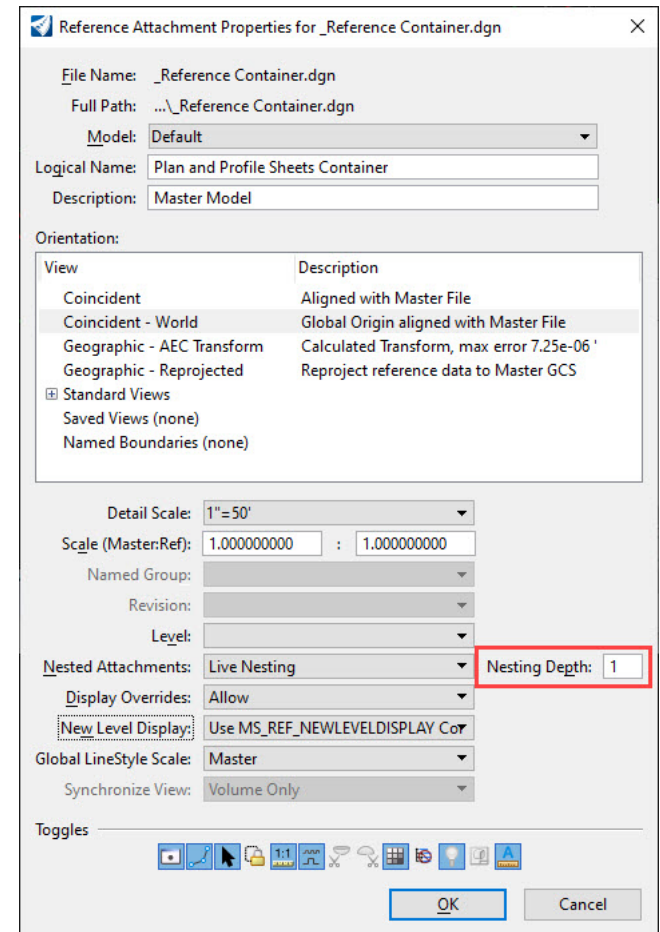 Reference Attachment Properties for _Reference Container.dgn
File Name: _Reference Container.dgn
Full Path: ...\_Reference Container.dgn
Model: Default
Logical Name: Plan and Profile Sheets Container
Description: Master Model
Orientation:
View Description
Coincident Aligned with Master File
Coincident - World Global Origin aligned with Master File
Geographic - AEC Transform Calculated Transform, max error 7.25e-06 '
Geographic - Reprojected Reproject reference data to Master GCS
Standard Views
Saved Views (none)
Named Boundaries (none)
Detail Scale: 1"=50'
Scale (Master:Ref): 1.000000000 : 1.000000000
Named Group:
Revision:
Level:
Nested Attachments: Live Nesting Nesting Depth: 1
Display Overrides: Allow
New Level Display: Use MS_REF_NEWLEVELDISPLAY Co
Global LineStyle Scale: Master
Synchronize View: Volume Only
Toggles
1:1 A
OK Cancel